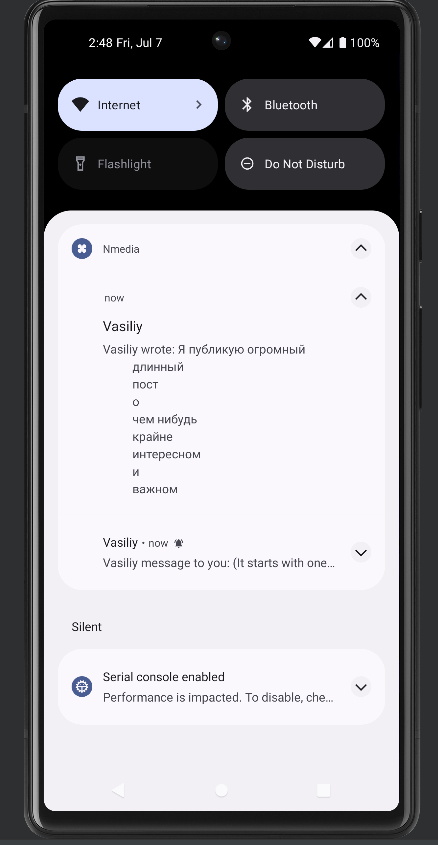 2:48 Fri, Jul 7 100%
Internet
Bluetooth
Flashlight
Do Not Disturb
Nmedia
now
Vasiliy
Vasiliy wrote: Я публикую огромный
длинный
пост
о
чем нибудь
крайне
интересном
и
важном
Vasiliy • now
Vasiliy message to you: (It starts with one…
Silent
Serial console enabled
Performance is impacted. To disable, che…